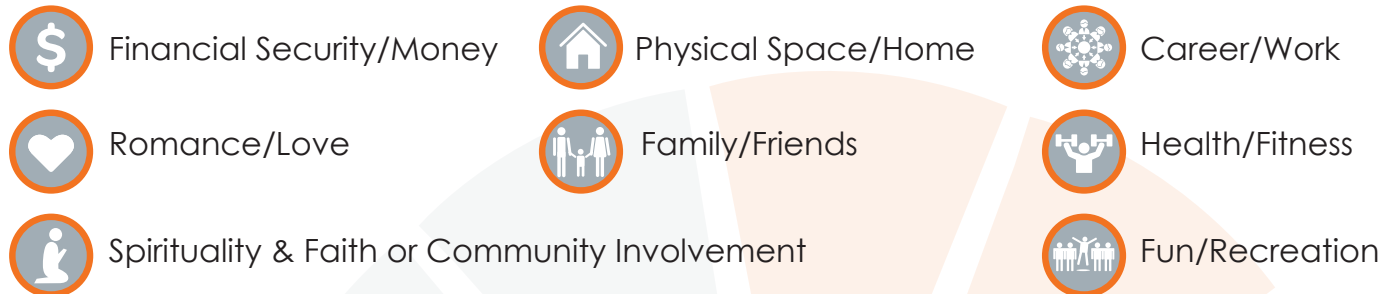 Financial Security/Money
Physical Space/Home
Career/Work
Romance/Love
Family/Friends
Health/Fitness
Spirituality & Faith or Community Involvement
Fun/Recreation